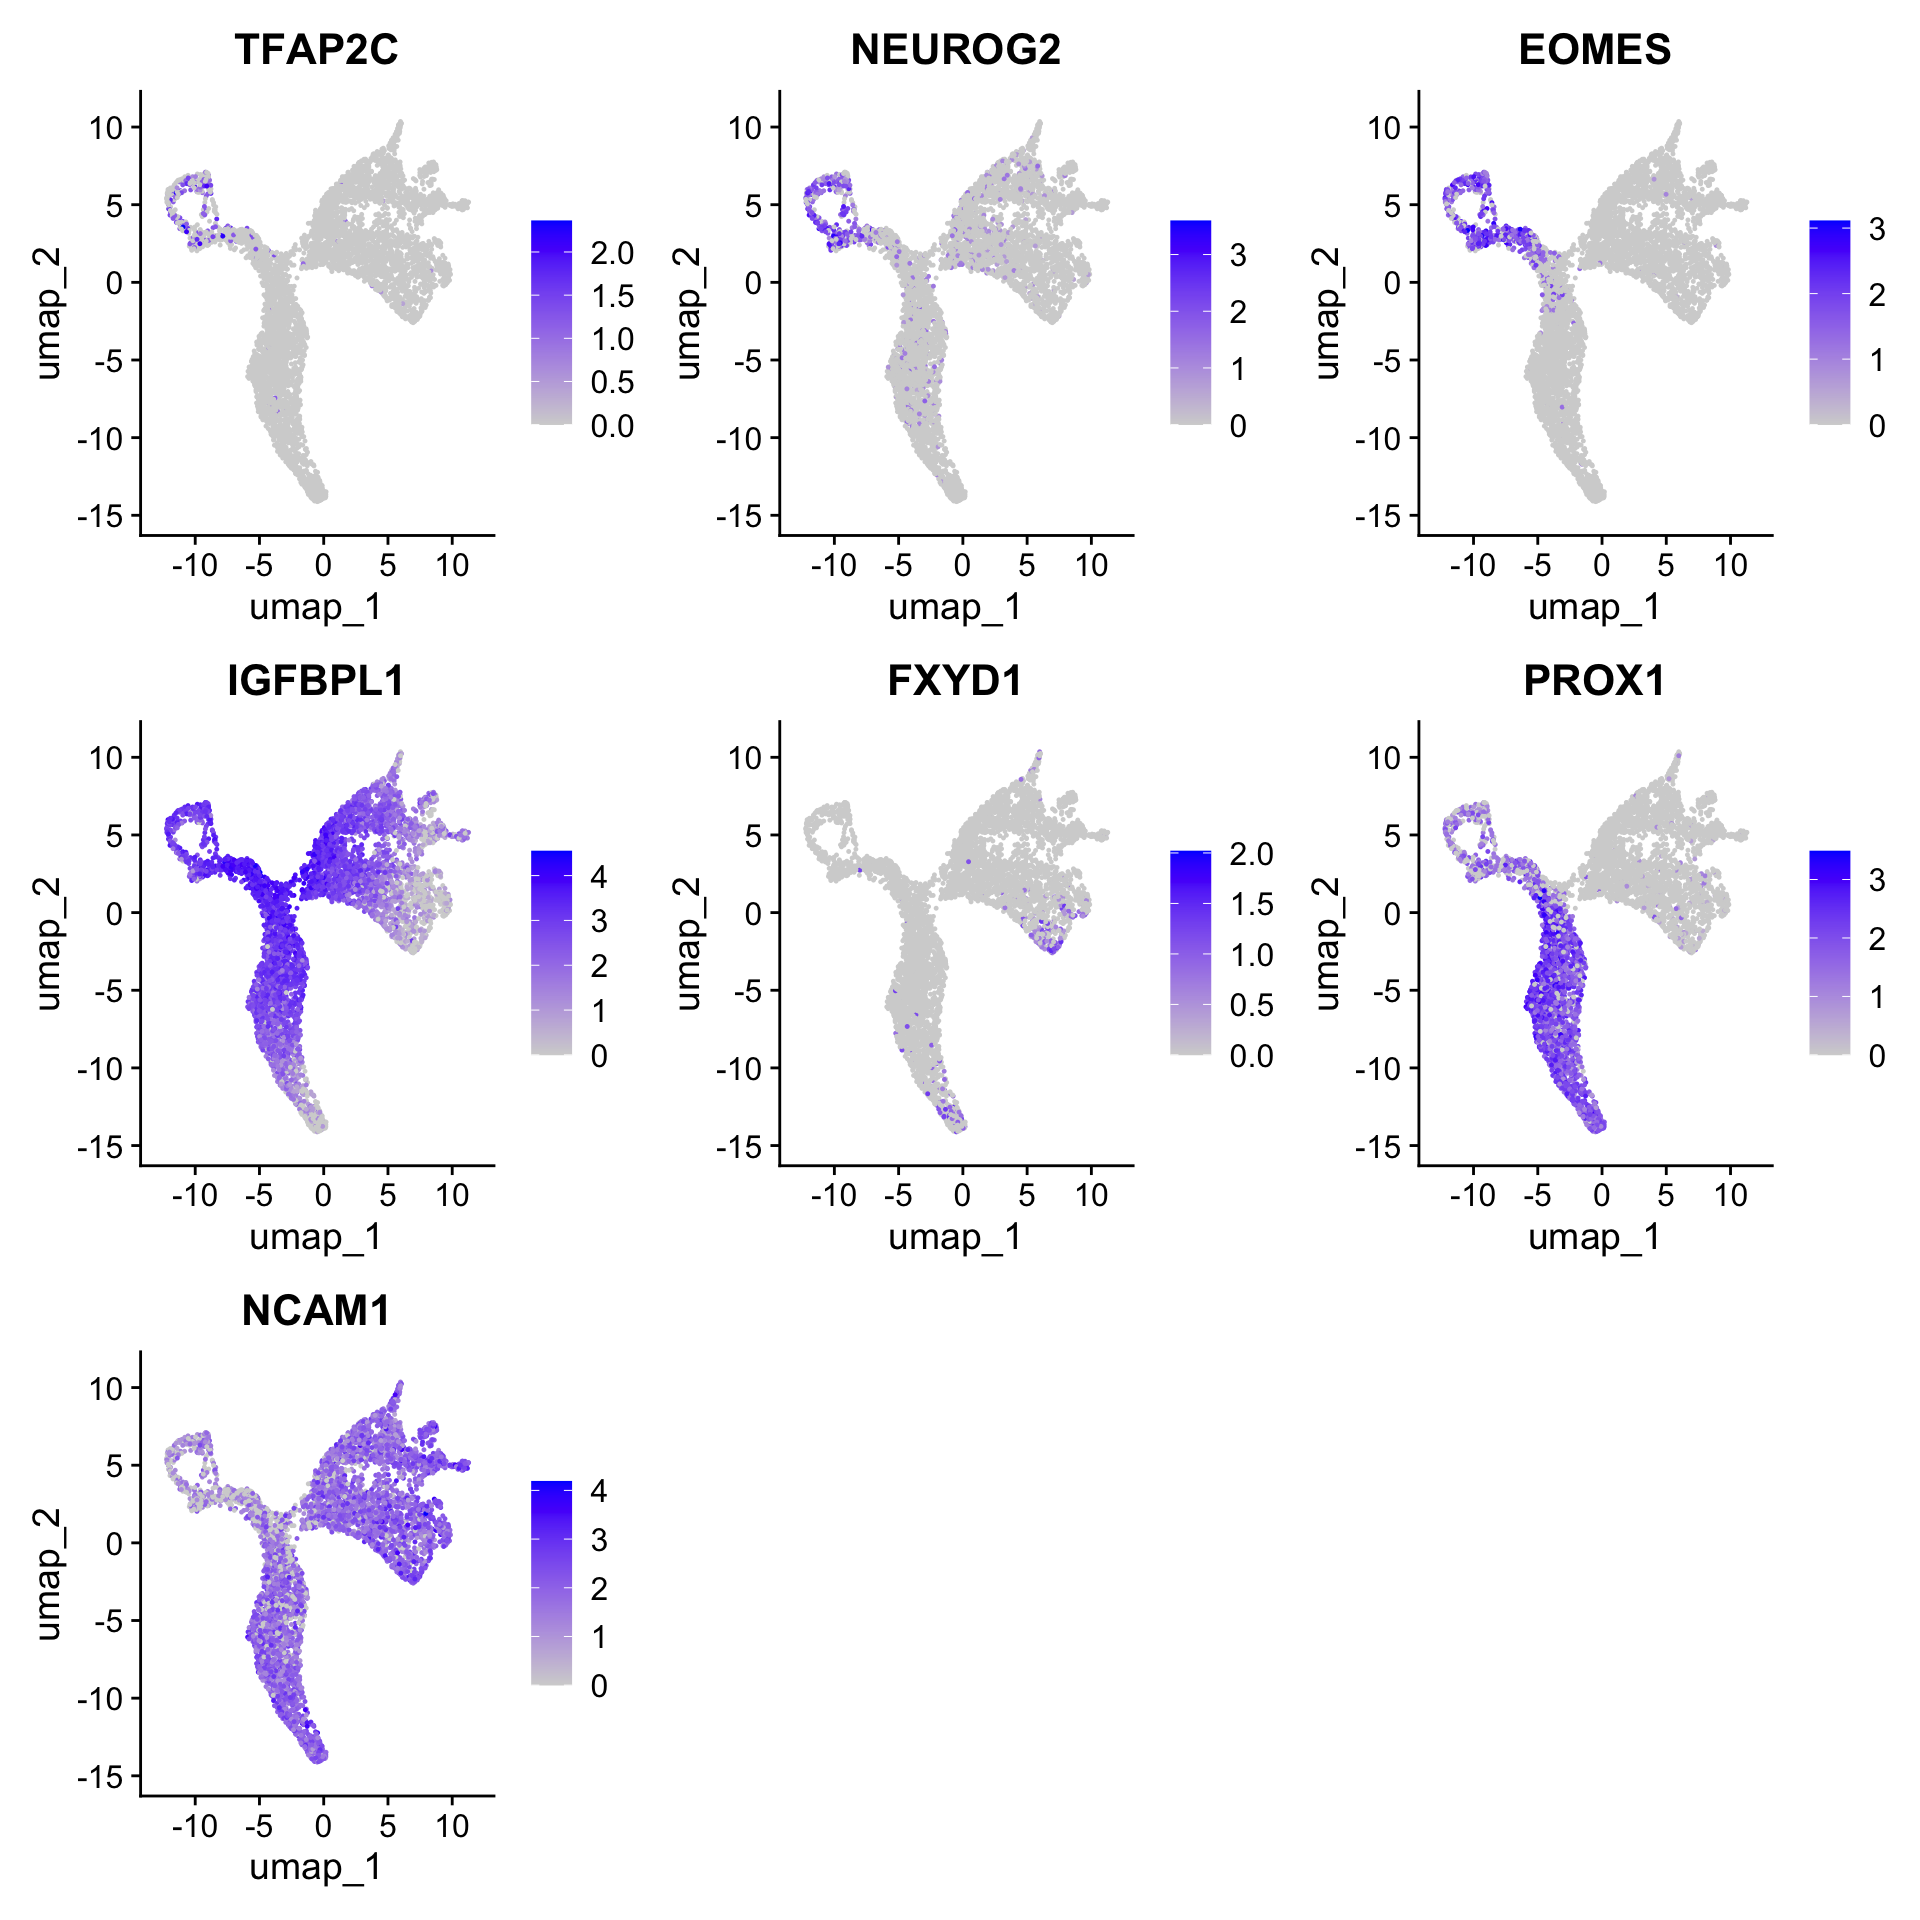 TFAP2C NEUROG2 EOMES
10 10 10
5 5 5
0 0 0
-5 -5 -5
-10 -10 -10
-15 -15 -15
2.0 3 3
1.5 2 2
1.0 1 1
0.5 0 0
0.0
umap_2 umap_2 umap_2
-10 -5 0 5 10 -10 -5 0 5 10 -10 -5 0 5 10
umap_1 umap_1 umap_1
IGFBPL1 FXYD1 PROX1
10 10 10
5 5 5
0 0 0
-5 -5 -5
-10 -10 -10
-15 -15 -15
4 2.0 3
3 1.5 2
2 1.0 1
1 0.5 0
0 0.0
umap_2 umap_2 umap_2
-10 -5 0 5 10 -10 -5 0 5 10 -10 -5 0 5 10
umap_1 umap_1 umap_1
NCAM1
10
5
0
-5
-10
-15
4
3
2
1
0
umap_2
-10 -5 0 5 10
umap_1